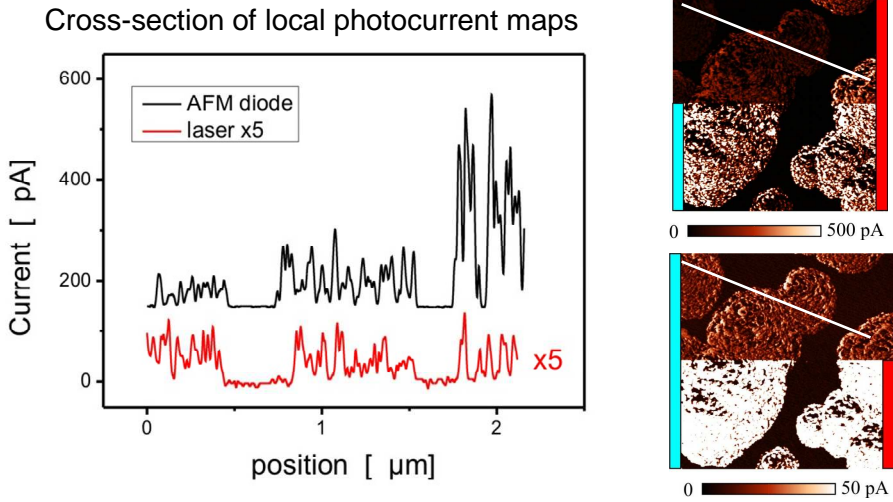 Cross-section of local photocurrent maps
600
400
200
0
Current [ pA]
AFM diode
laser x5
x5
0
1
2
position [ µm]
0
500 pA
0
50 pA